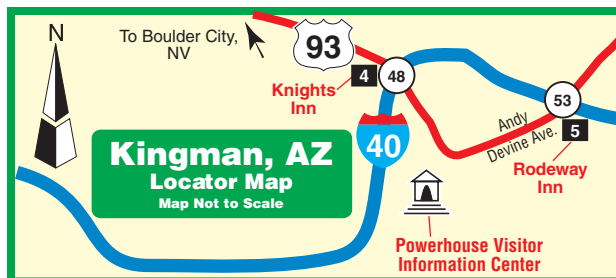 N
To Boulder City,
NV
93
4
Knights
Inn
48
53
5
Rodeway
Inn
Andy
Devine Ave.
40
Kingman, AZ
Locator Map
Map Not to Scale
Powerhouse Visitor
Information Center